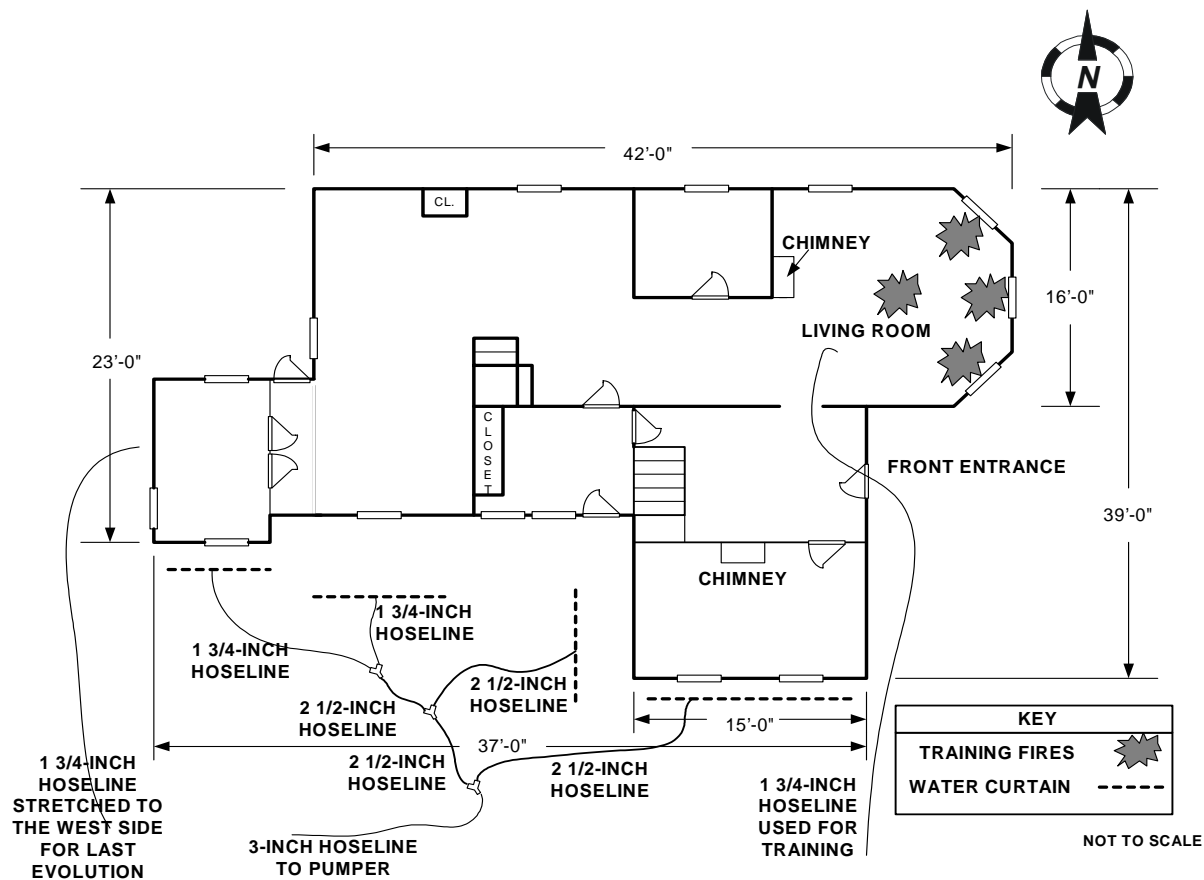 N
42'-0"
CL.
CHIMNEY
16'-0"
LIVING ROOM
23'-0"
CLOSET
FRONT ENTRANCE
39'-0"
CHIMNEY
1 3/4-INCH
HOSELINE
1 3/4-INCH
HOSELINE
2 1/2-INCH
HOSELINE
2 1/2-INCH
HOSELINE
15'-0"
37'-0"
2 1/2-INCH
HOSELINE
2 1/2-INCH
HOSELINE
1 3/4-INCH
HOSELINE
STRETCHED TO
THE WEST SIDE
FOR LAST
EVOLUTION
3-INCH HOSELINE
TO PUMPER
1 3/4-INCH
HOSELINE
USED FOR
TRAINING
KEY
TRAINING FIRES
WATER CURTAIN
NOT TO SCALE